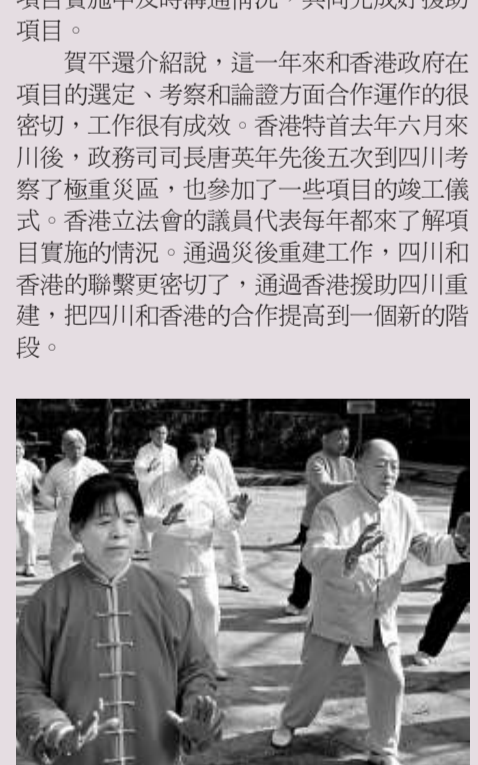 項目實施中及時溝通情況，共同完成好援助
項目。
賀平還介紹說，這一年來和香港政府在
項目的選定、考察和論證方面合作運作的很
密切，工作很有成效。香港特首去年六月來
川後，政務司司長唐英年先後五次到四川考
察了極重災區，也參加了一些項目的竣工儀
式。香港立法會的議員代表每年都來了解項
目實施的情況。通過災後重建工作，四川和
香港的聯繫更密切了，通過香港援助四川重
建，把四川和香港的合作提高到一個新的階
段。